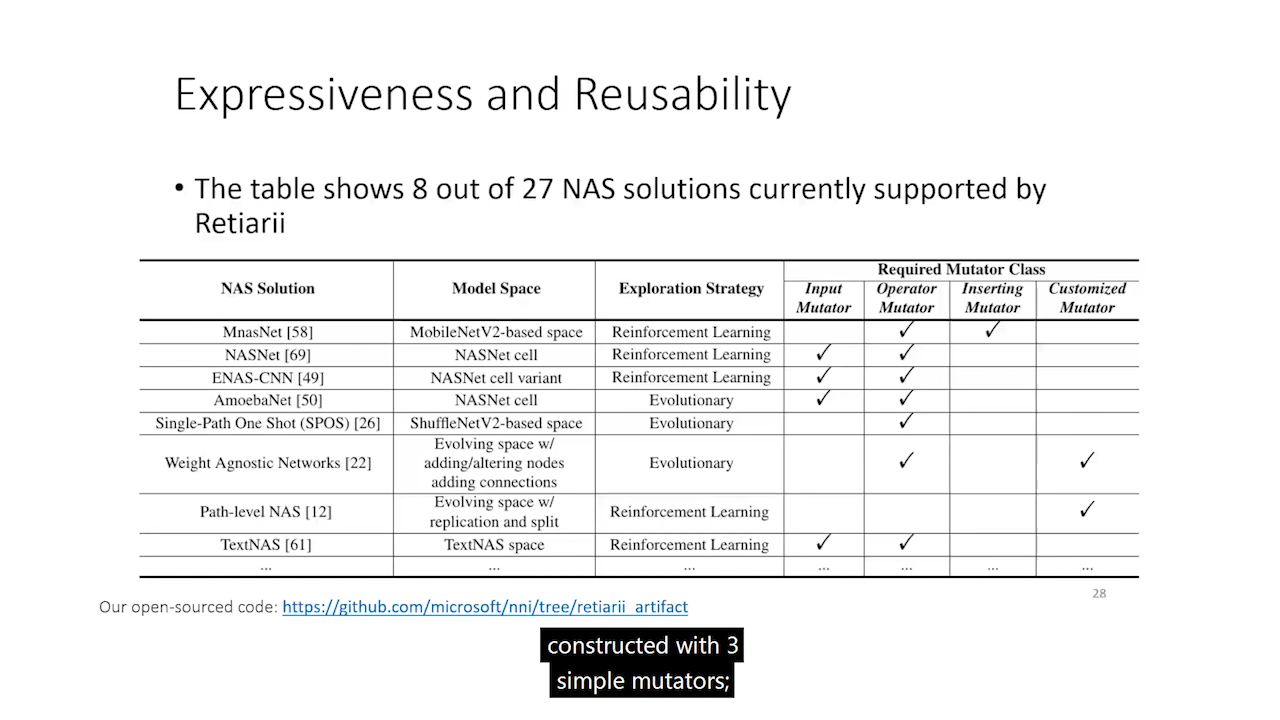 Expressiveness and Reusability
• The table shows 8 out of 27 NAS solutions currently supported by
Retiarii
NAS Solution Model Space Exploration Strategy Required Mutator Class
Input Mutator Operator Mutator Inserting Mutator Customized Mutator
MnasNet [58] MobileNetV2-based space Reinforcement Learning ✓ ✓
NASNet [69] NASNet cell Reinforcement Learning ✓ ✓
ENAS-CNN [49] NASNet cell variant Reinforcement Learning ✓ ✓
AmoebaNet [50] NASNet cell Evolutionary ✓ ✓
Single-Path One Shot (SPOS) [26] ShuffleNetV2-based space Evolutionary ✓
Evolving space w/
Weight Agnostic Networks [22] adding/altering nodes Evolutionary ✓ ✓
adding connections
Evolving space w/
Path-level NAS [12] replication and split Reinforcement Learning ✓
TextNAS [61] TextNAS space Reinforcement Learning ✓ ✓
... ... ... ... ... ... ...
28
Our open-sourced code: https://github.com/microsoft/nni/tree/retiarii_artifact
constructed with 3
simple mutators;